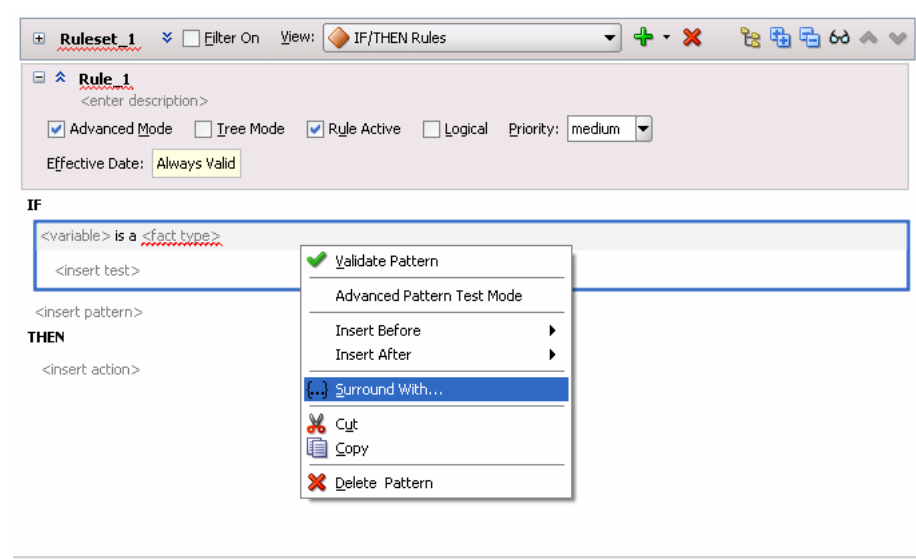 Ruleset_1 Filter On View: IF/THEN Rules
Rule_1
<enter description>
Advanced Mode Tree Mode Rule Active Logical Priority: medium
Effective Date: Always Valid
IF
<variable> is a <fact type>
<insert test>
<insert pattern>
THEN
<insert action>
Validate Pattern
Advanced Pattern Test Mode
Insert Before
Insert After
{...} Surround With...
Cut
Copy
Delete Pattern